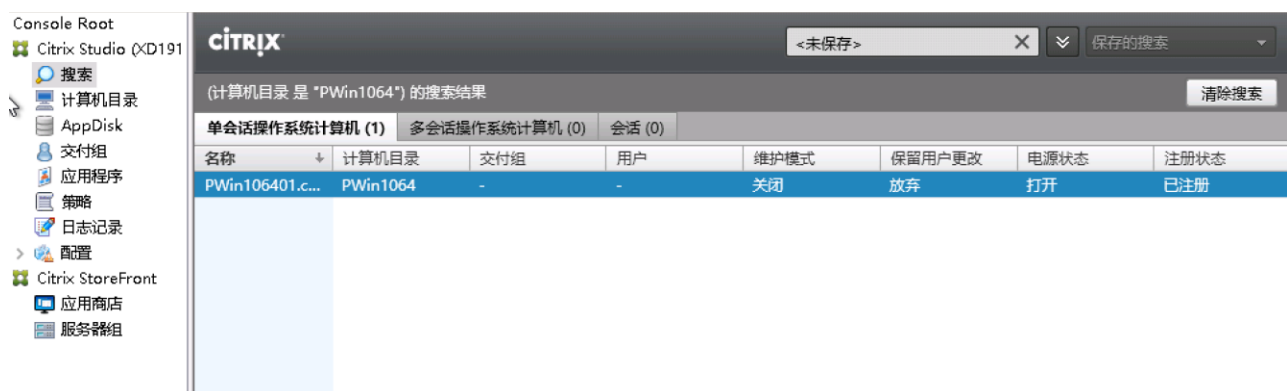 Console Root
Citrix Studio (XD191
搜索
计算机目录
AppDisk
交付组
应用程序
策略
日志记录
配置
Citrix StoreFront
应用商店
服务器组
CİTRIX
<未保存>
保存的搜索
(计算机目录 是 "PWin1064") 的搜索结果
清除搜索
单会话操作系统计算机 (1) 多会话操作系统计算机 (0) 会话 (0)
名称 计算机目录 交付组 用户 维护模式 保留用户更改 电源状态 注册状态
PWin106401.c... PWin1064 - - 关闭 放弃 打开 已注册